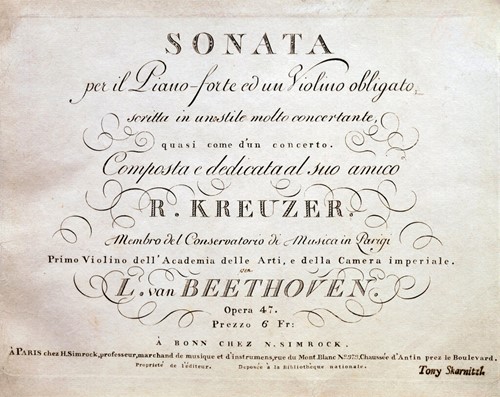 SONATA
per il Piano-forte ed un Violino obligato,
scritta in uno stile molto concertante,
quasi come d'un concerto.
Composta e dedicata al suo amico
R. KREUZER.
Membro del Conservatorio di Musica in Parigi
Primo Violino dell'Academia delle Arti, e della Camera imperiale.
L. van BEETHOVEN.
Opera 47.
Prezzo 6 Fr:
À BONN CHEZ N. SIMROCK.
À PARIS chez H. Simrock, professeur, marchand de musique et d'instrumens, rue du Mont Blanc No. 373, Chaussée d'Antin prez le Boulevard.
Propriété de l'éditeur. Deposée à la Bibliothèque nationale.
Tony Skarnitzl.